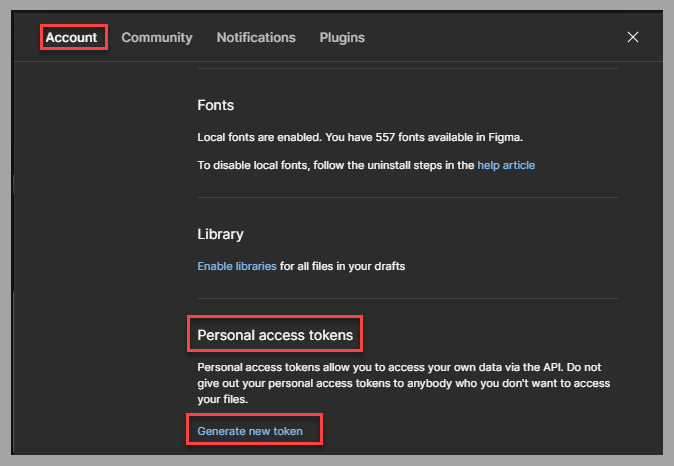 Account Community Notifications Plugins
Fonts
Local fonts are enabled. You have 557 fonts available in Figma.
To disable local fonts, follow the uninstall steps in the help article
Library
Enable libraries for all files in your drafts
Personal access tokens
Personal access tokens allow you to access your own data via the API. Do not
give out your personal access tokens to anybody who you don't want to access
your files.
Generate new token